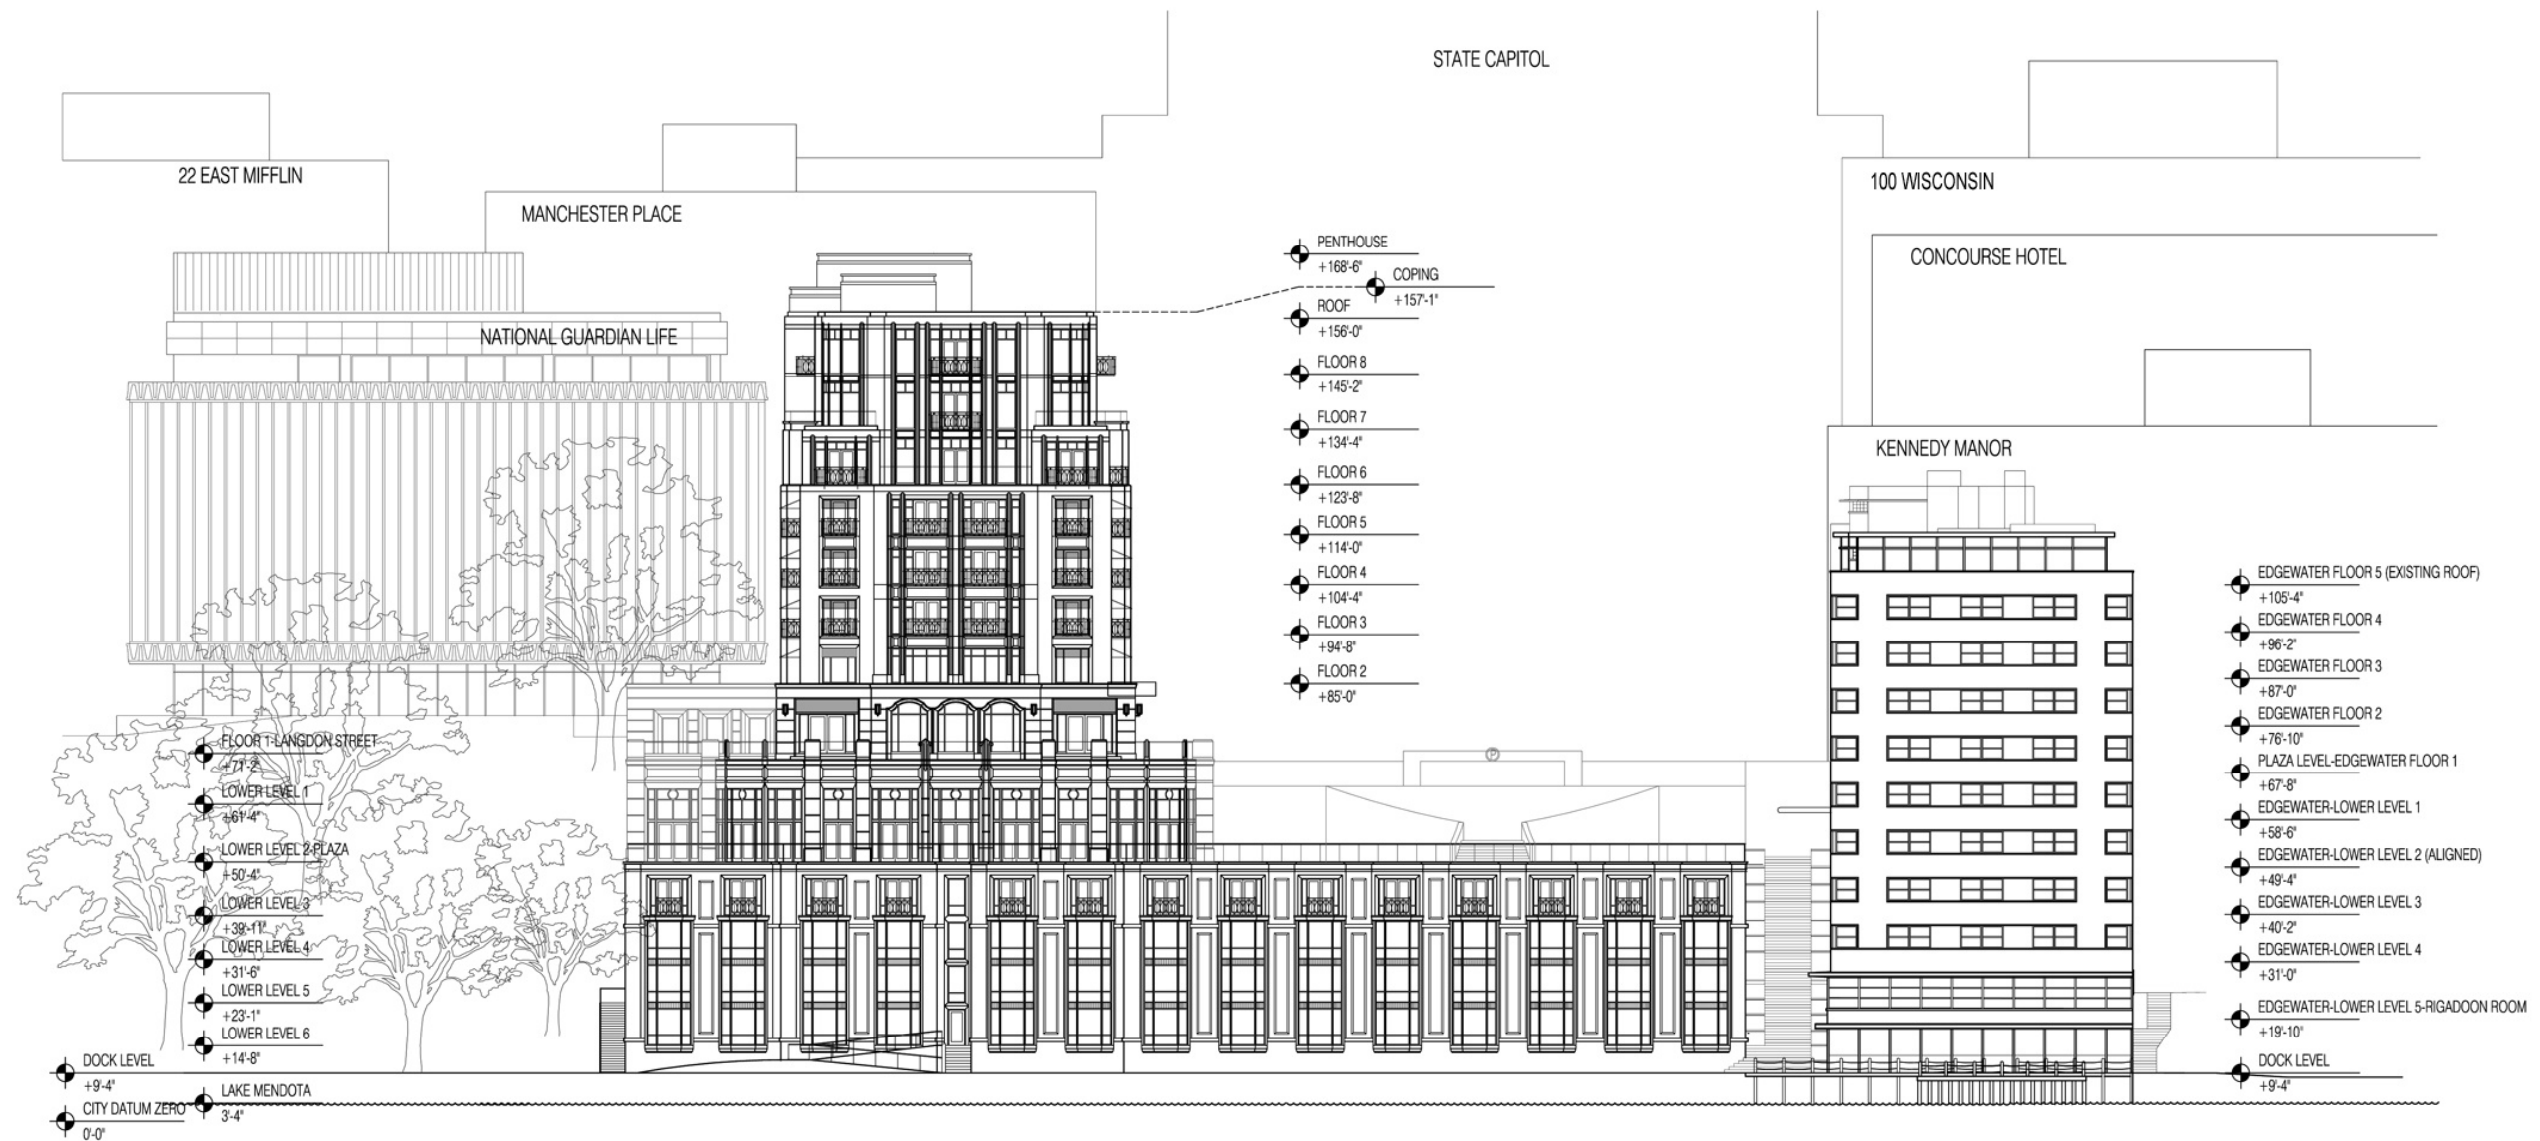 STATE CAPITOL
22 EAST MIFFLIN
MANCHESTER PLACE
NATIONAL GUARDIAN LIFE
100 WISCONSIN
CONCOURSE HOTEL
KENNEDY MANOR
PENTHOUSE
+168'-6"
COPING
+157'-1"
ROOF
+156'-0"
FLOOR 8
+145'-2"
FLOOR 7
+134'-4"
FLOOR 6
+123'-8"
FLOOR 5
+114'-0"
FLOOR 4
+104'-4"
FLOOR 3
+94'-8"
FLOOR 2
+85'-0"
FLOOR 1-LANGDON STREET
+71'-2"
LOWER LEVEL 1
+61'-4"
LOWER LEVEL 2-PLAZA
+50'-4"
LOWER LEVEL 3
+39'-11"
LOWER LEVEL 4
+31'-6"
LOWER LEVEL 5
+23'-1"
LOWER LEVEL 6
+14'-8"
DOCK LEVEL
+9'-4"
LAKE MENDOTA
3'-4"
CITY DATUM ZERO
0'-0"
P
EDGEWATER FLOOR 5 (EXISTING ROOF)
+105'-4"
EDGEWATER FLOOR 4
+96'-2"
EDGEWATER FLOOR 3
+87'-0"
EDGEWATER FLOOR 2
+76'-10"
PLAZA LEVEL-EDGEWATER FLOOR 1
+67'-8"
EDGEWATER-LOWER LEVEL 1
+58'-6"
EDGEWATER-LOWER LEVEL 2 (ALIGNED)
+49'-4"
EDGEWATER-LOWER LEVEL 3
+40'-2"
EDGEWATER-LOWER LEVEL 4
+31'-0"
EDGEWATER-LOWER LEVEL 5-RIGADOON ROOM
+19'-10"
DOCK LEVEL
+9'-4"